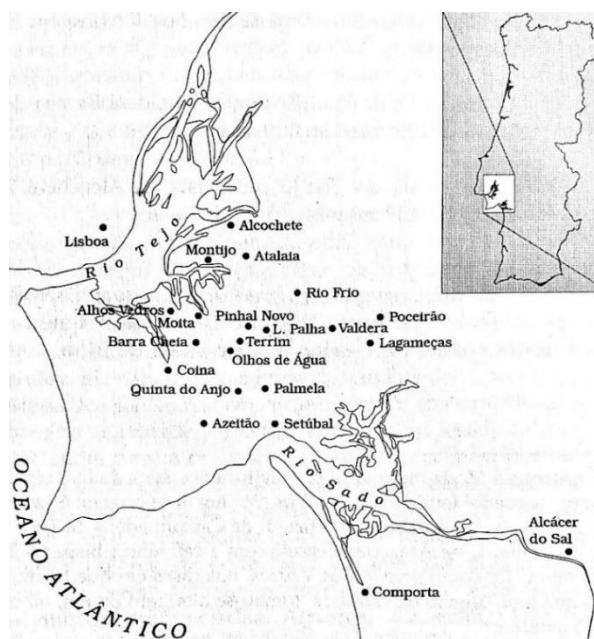 Lisboa
Rio Tejo
Alcochete
Montijo
Atalaia
Rio Frio
Alhos Vedros
Moita
Pinhal Novo
Lr. Palha
Valdera
Poceirão
Barra Cheia
Terrim
Lagameças
Olhos de Água
Coina
Quinta do Anjo
Palmela
Azeitão
Setúbal
Rio Sado
OCEANO ATLÂNTICO
Alcácer
do Sal
Comporta